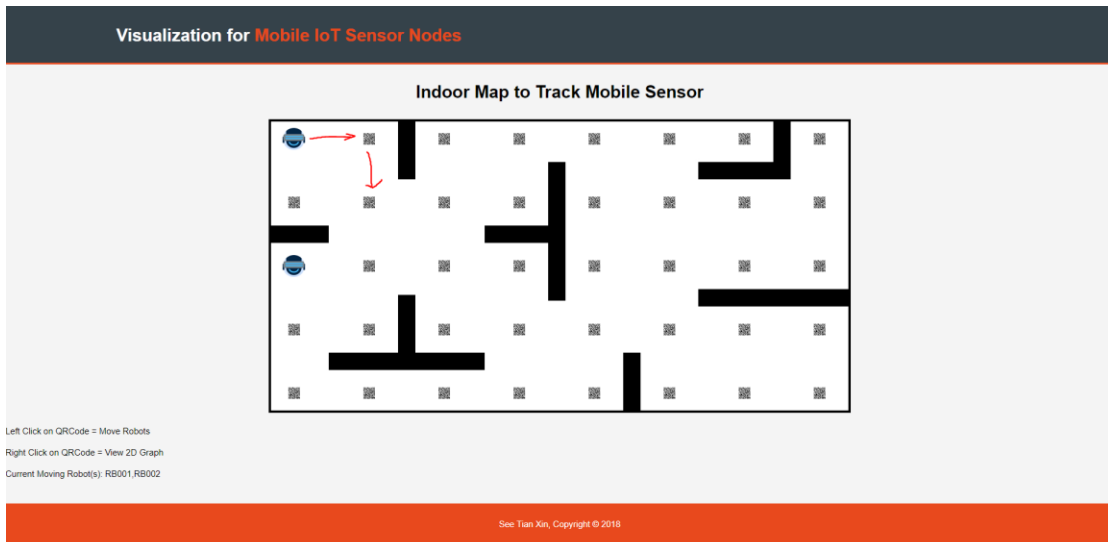 Visualization for Mobile IoT Sensor Nodes
Indoor Map to Track Mobile Sensor
Left Click on QRCode = Move Robots
Right Click on QRCode = View 2D Graph
Current Moving Robot(s): RB001,RB002
See Tian Xin, Copyright © 2018